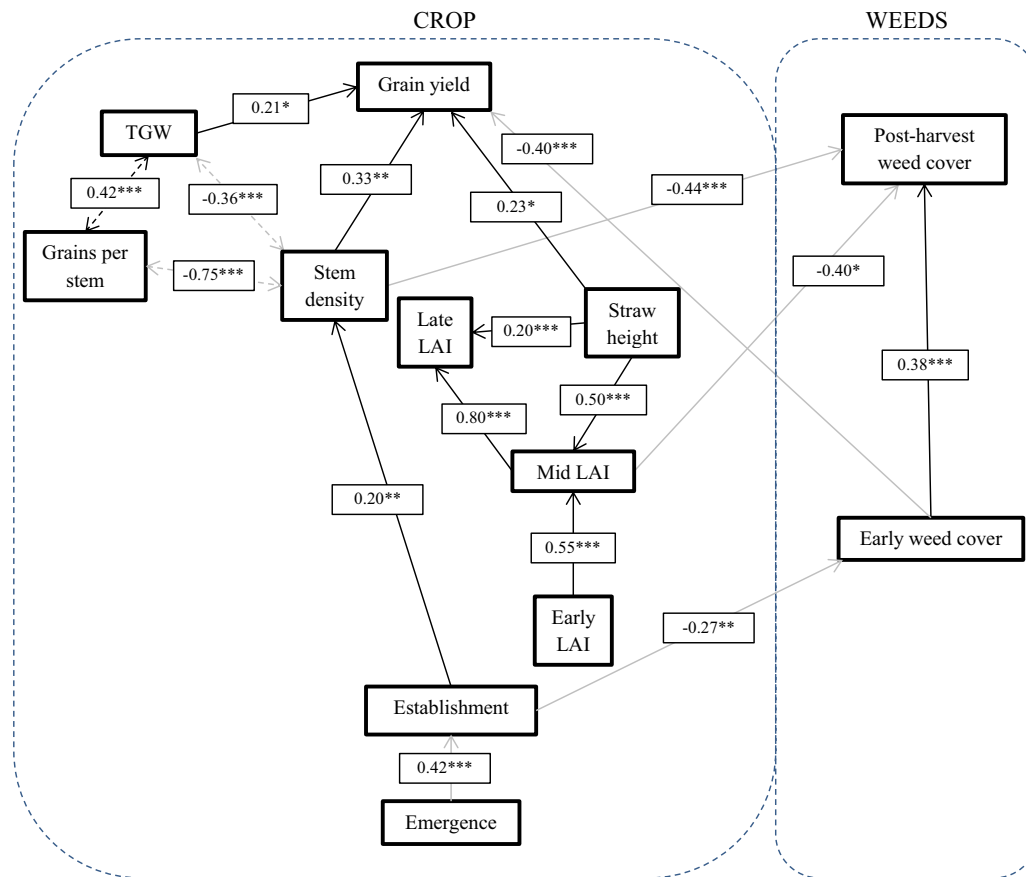 CROP
WEEDS
Grain yield
0.21*
TGW
Post-harvest
weed cover
-0.40***
0.33**
0.42***
-0.36***
-0.44***
0.23*
Grains per
stem
-0.75***
Stem
density
-0.40*
Late
LAI
0.20***
Straw
height
0.38***
0.50***
0.80***
Mid LAI
0.20**
Early weed cover
0.55***
Early
LAI
-0.27**
Establishment
0.42***
Emergence